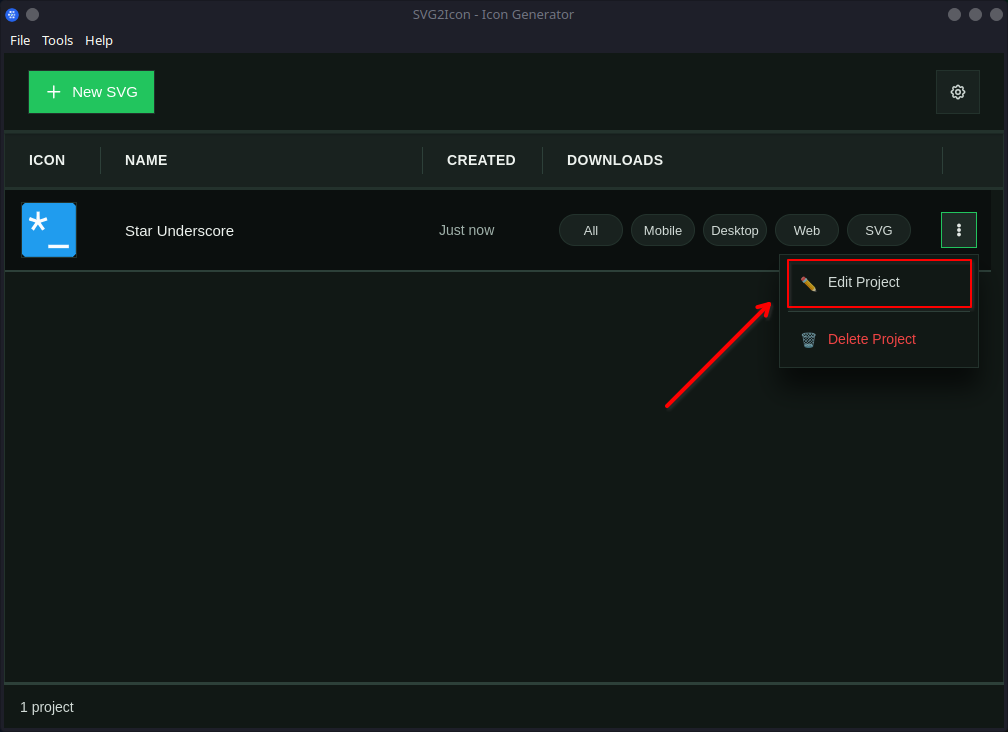 SVG2Icon - Icon Generator
File Tools Help
New SVG
ICON NAME CREATED DOWNLOADS
*_ Star Underscore Just now All Mobile Desktop Web SVG
Edit Project
Delete Project
1 project